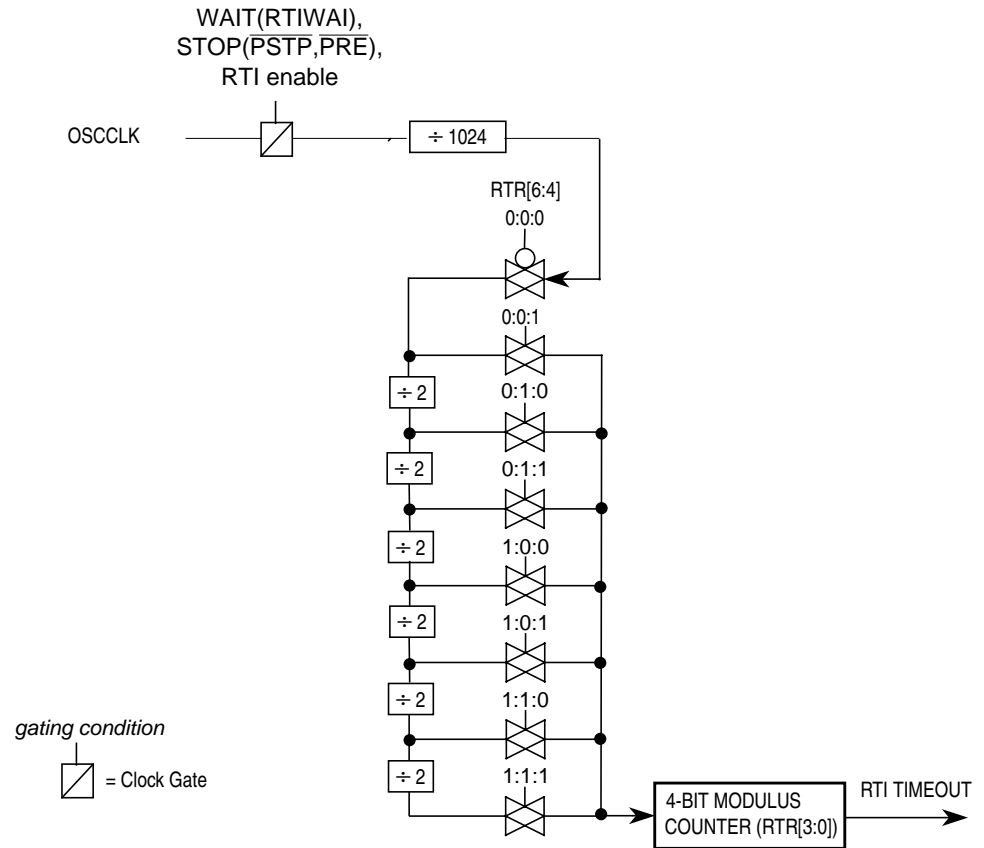 WAIT(RTIWAI),
STOP(PSTP,PRE),
RTI enable
OSCCLK
÷ 1024
RTR[6:4]
0:0:0
0:0:1
÷ 2
0:1:0
÷ 2
0:1:1
÷ 2
1:0:0
÷ 2
1:0:1
÷ 2
1:1:0
÷ 2
1:1:1
gating condition
= Clock Gate
4-BIT MODULUS
COUNTER (RTR[3:0])
RTI TIMEOUT